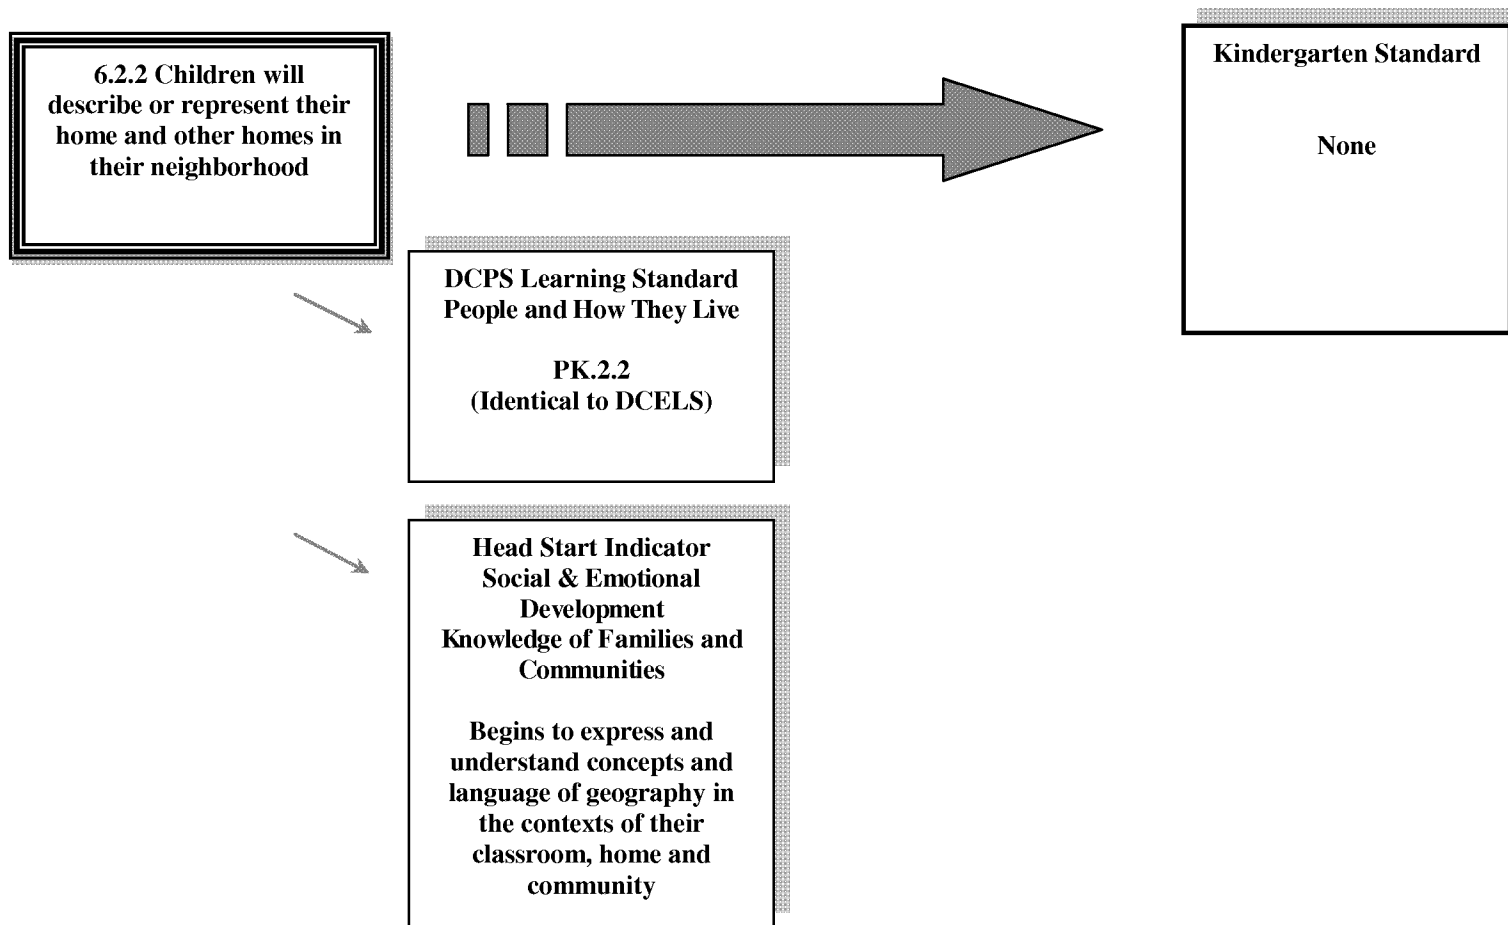 6.2.2 Children will
describe or represent their
home and other homes in
their neighborhood
Kindergarten Standard
None
DCPS Learning Standard
People and How They Live
PK.2.2
(Identical to DCELS)
Head Start Indicator
Social & Emotional
Development
Knowledge of Families and
Communities
Begins to express and
understand concepts and
language of geography in
the contexts of their
classroom, home and
community